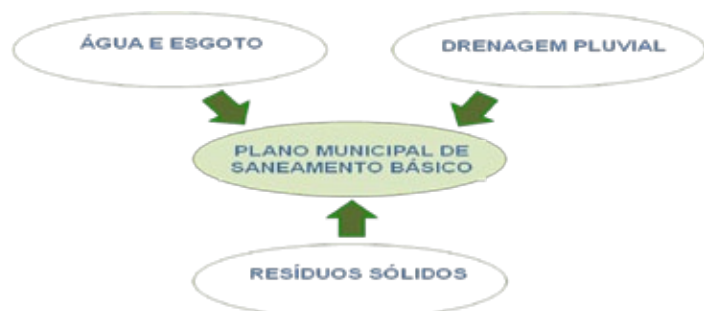 ÁGUA E ESGOTO
DRENAGEM PLUVIAL
PLANO MUNICIPAL DE
SANEAMENTO BÁSICO
RESÍDUOS SÓLIDOS